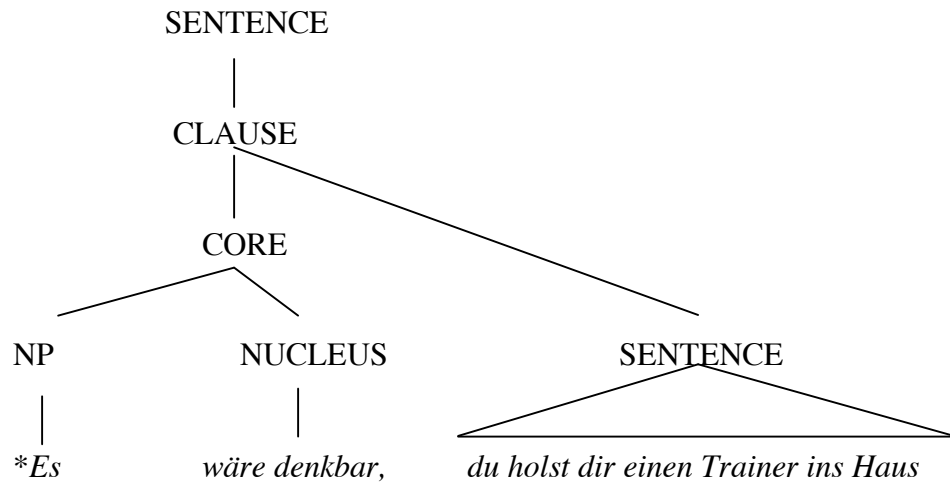 SENTENCE
CLAUSE
CORE
NP NUCLEUS SENTENCE
*Es wäre denkbar, du holst dir einen Trainer ins Haus